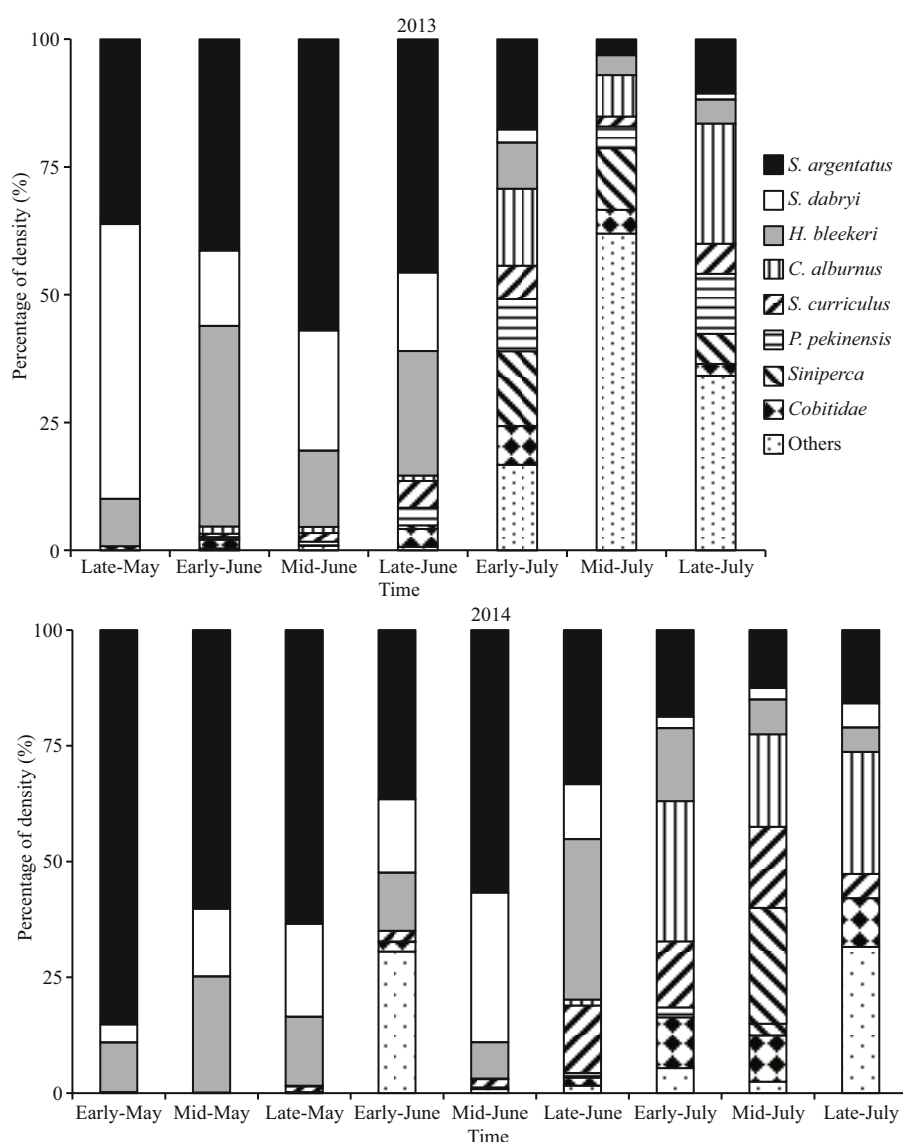 2013
100
75
50
25
0
Percentage of density (%)
Late-May Early-June Mid-June Late-June Early-July Mid-July Late-July
Time
S. argentatus
S. dabryi
H. bleekeri
C. alburnus
S. curriculus
P. pekinensis
Siniperca
Cobitidae
Others
2014
100
75
50
25
0
Percentage of density (%)
Early-May Mid-May Late-May Early-June Mid-June Late-June Early-July Mid-July Late-July
Time